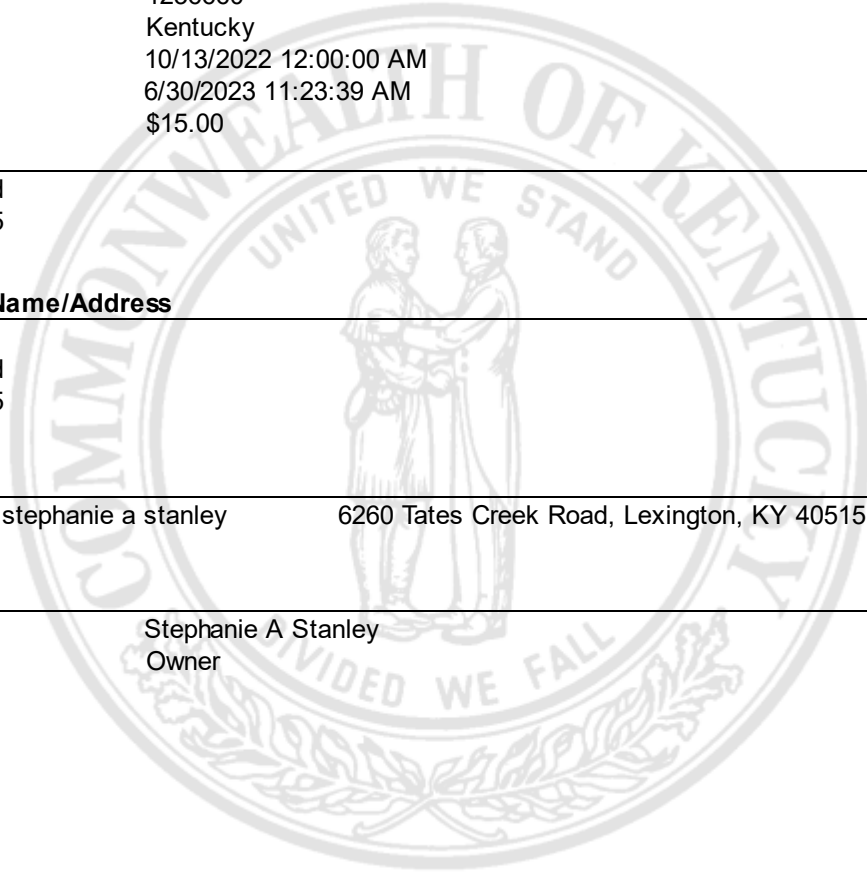 Kentucky
10/13/2022 12:00:00 AM
6/30/2023 11:23:39 AM
$15.00
Name/Address
stephanie a stanley 6260 Tates Creek Road, Lexington, KY 40515
Stephanie A Stanley
Owner
COMMONWEALTH OF KENTUCKY
UNITED WE STAND
DIVIDED WE FALL